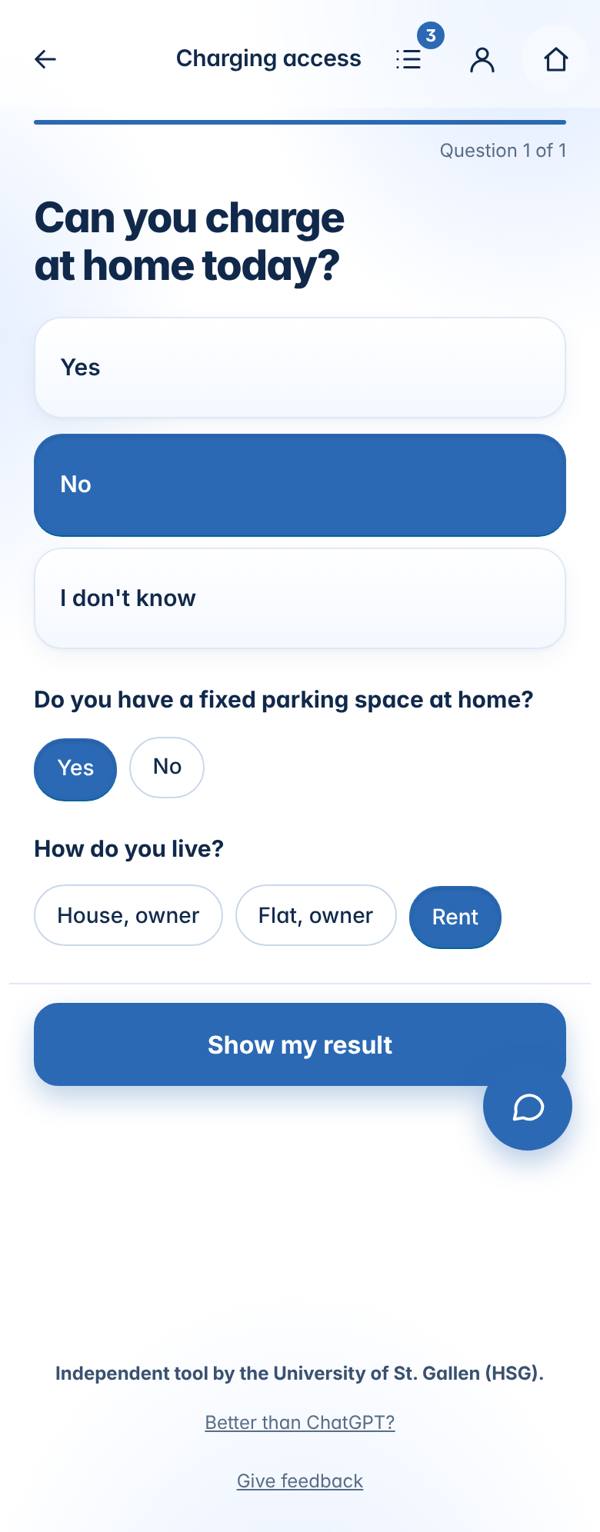 Charging access
3
Question 1 of 1
Can you charge
at home today?
Yes
No
I don't know
Do you have a fixed parking space at home?
Yes
No
How do you live?
House, owner
Flat, owner
Rent
Show my result
Independent tool by the University of St. Gallen (HSG).
Better than ChatGPT?
Give feedback